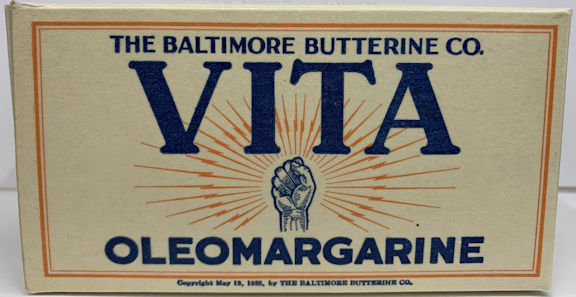 THE BALTIMORE BUTTERINE CO.
VITA
OLEOMARGARINE
Copyright May 18, 1925, by THE BALTIMORE BUTTERINE CO.